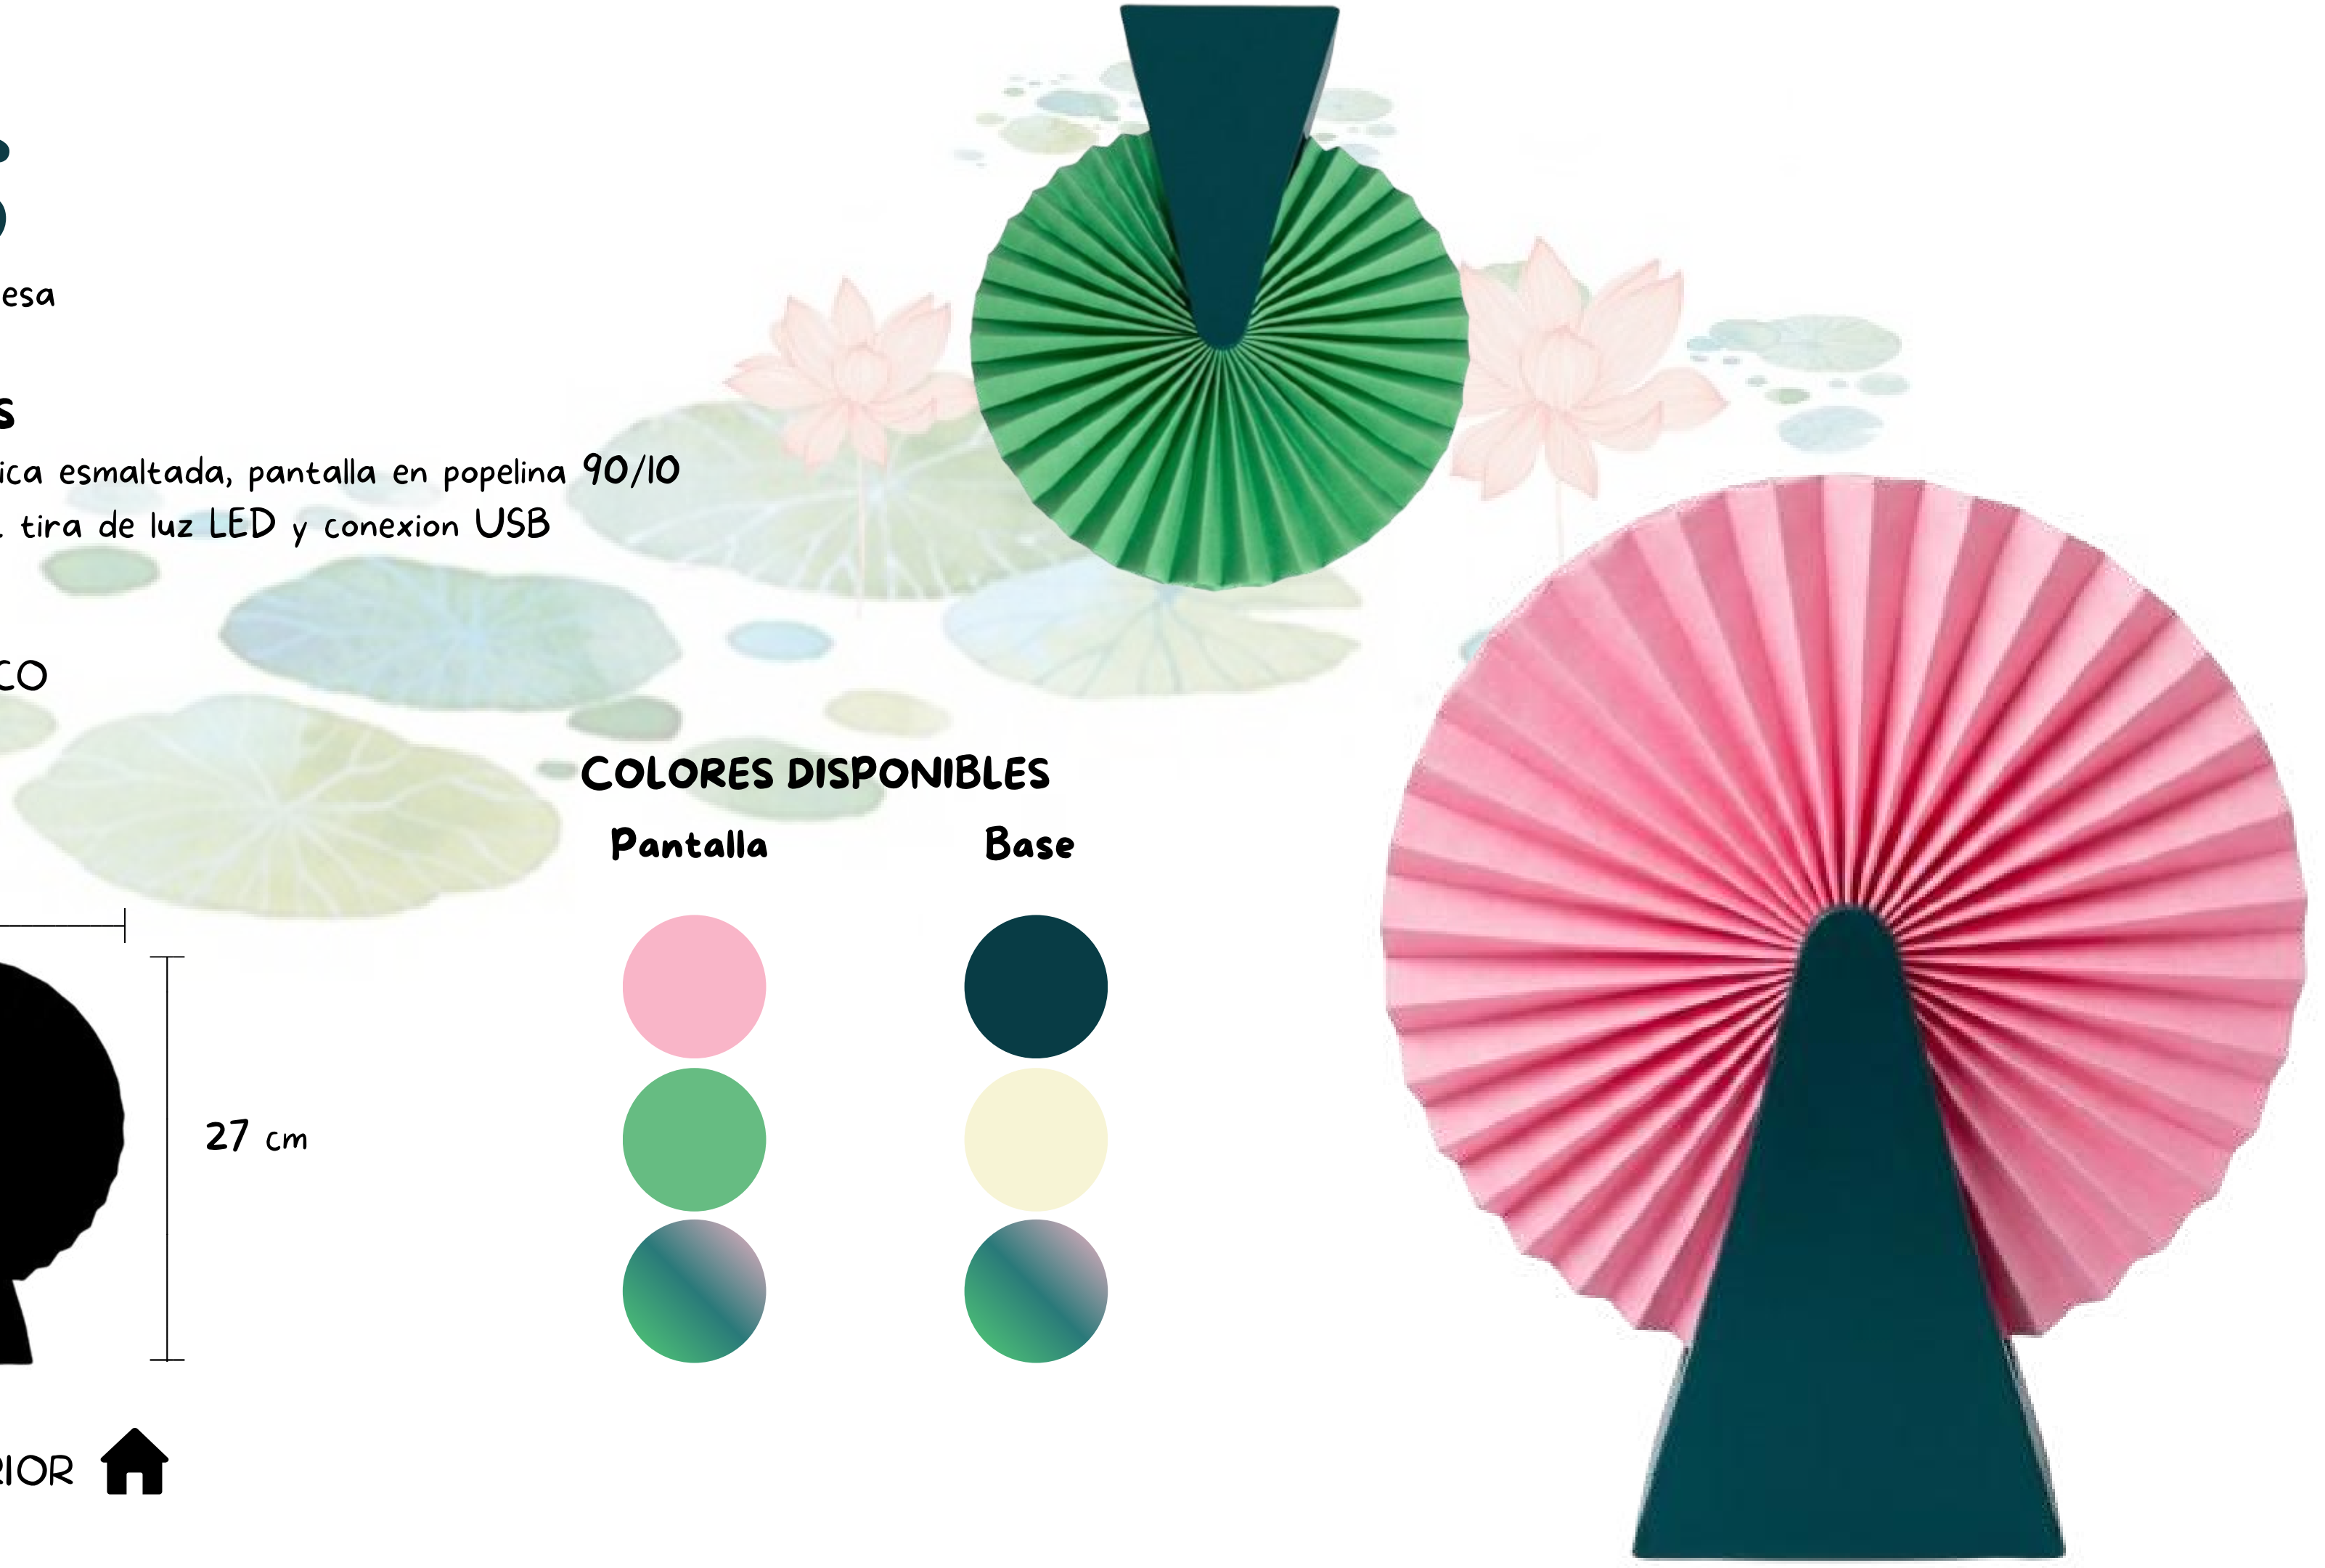 esa
s
ica esmaltada, pantalla en popelina 90/10
. tira de luz LED y conexion USB
CO
COLORES DISPONIBLES
Pantalla Base
27 cm
RIOR